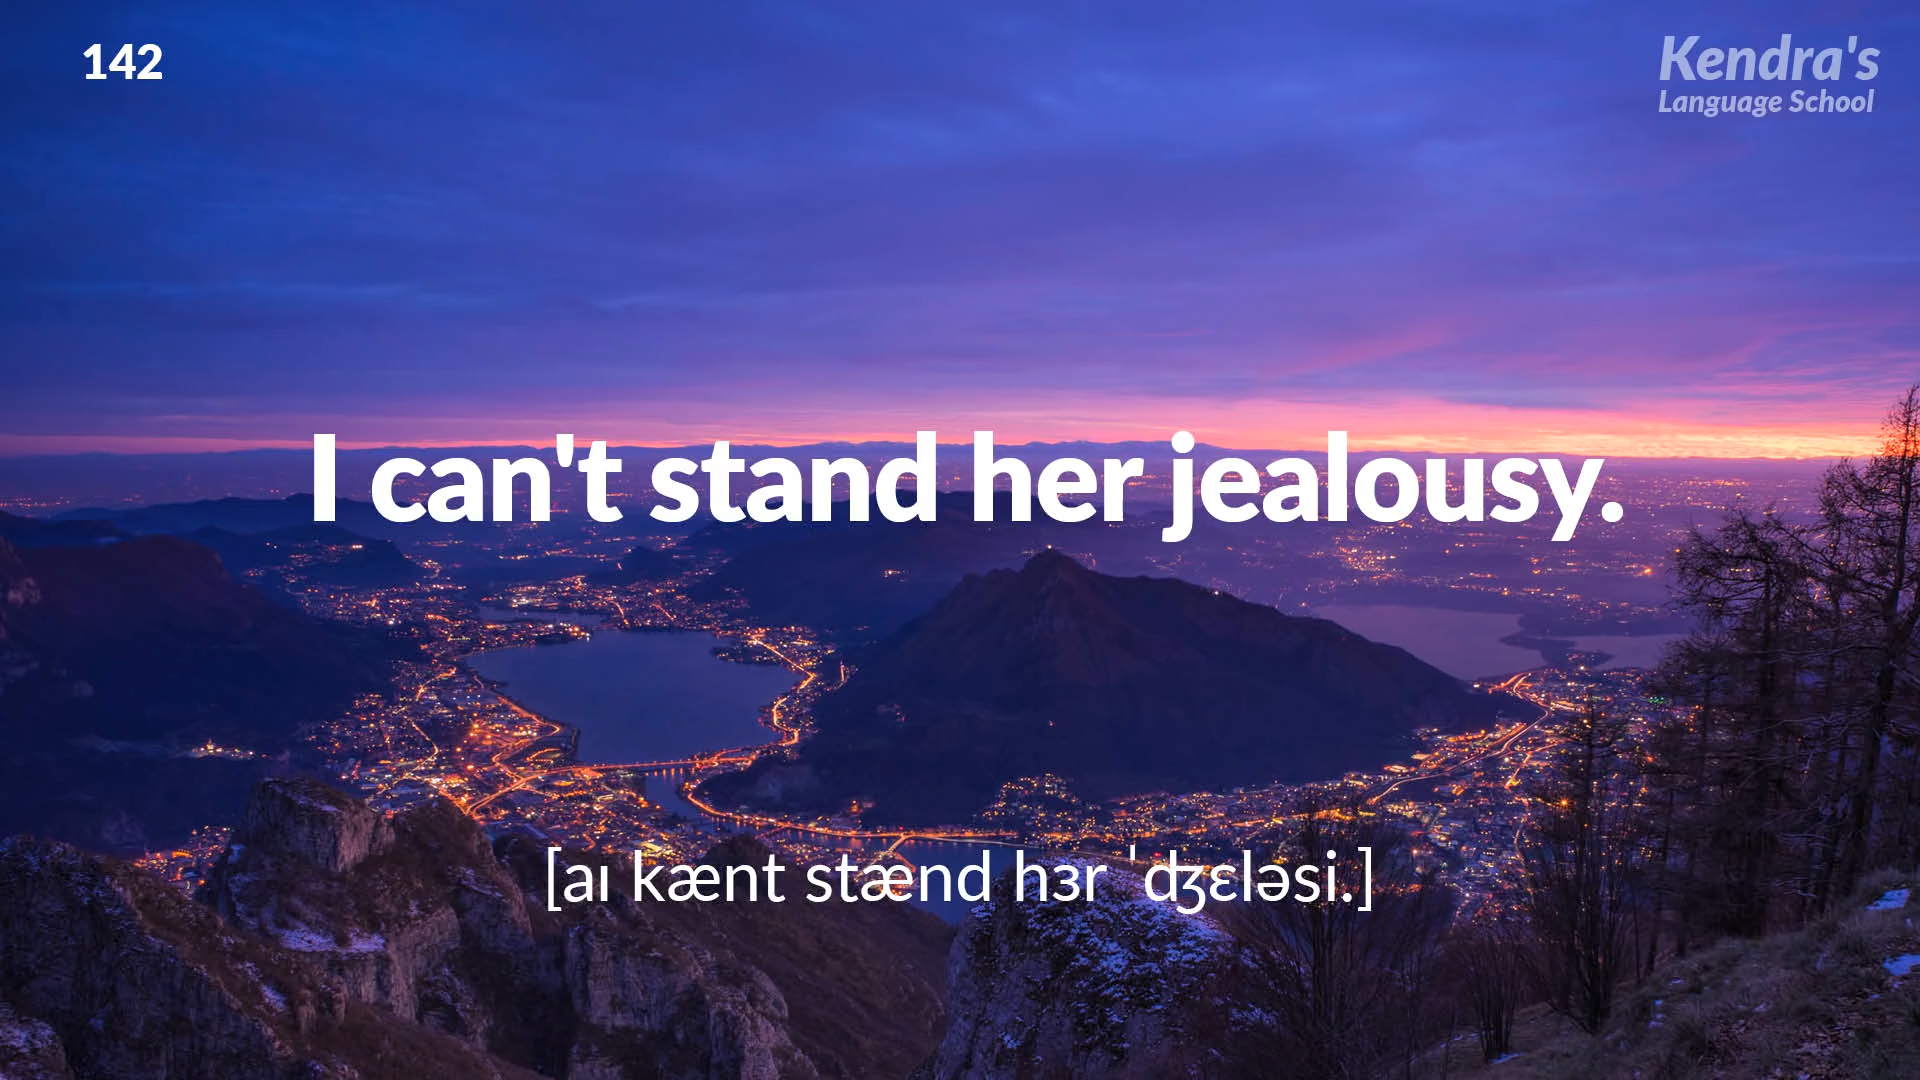 142
Kendra's
Language School
I can't stand her jealousy.
[aɪ kænt stænd hɜr ˈʤɛləsi.]